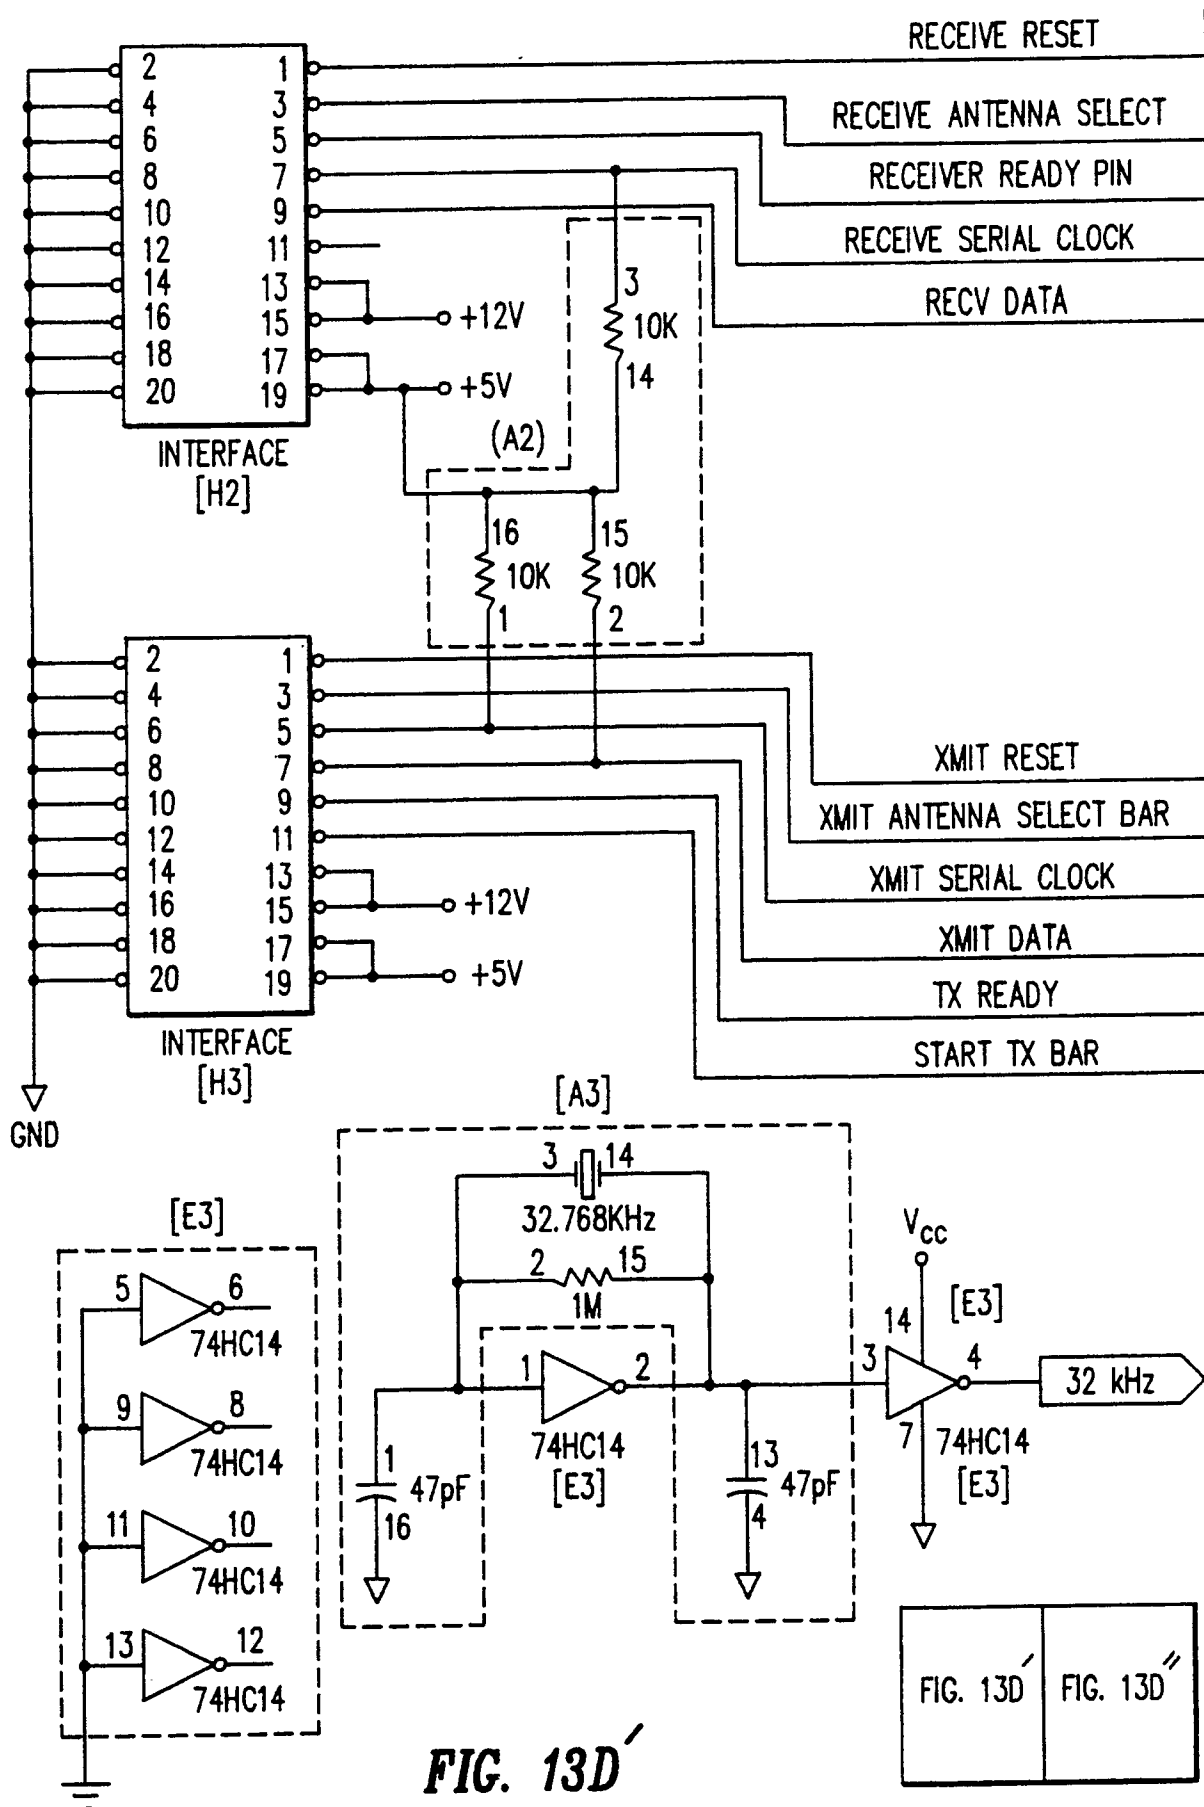 RECEIVE RESET
2 1
4 3
RECEIVE ANTENNA SELECT
6 5
8 7
RECEIVER READY PIN
10 9
12 11
RECEIVE SERIAL CLOCK
14 13
16 15
+12V
3
10K
14
RECV DATA
18 17
20 19
+5V
(A2)
INTERFACE
[H2]
16
10K
1
15
10K
2
2 1
4 3
6 5
8 7
10 9
12 11
14 13
16 15
+12V
18 17
20 19
+5V
INTERFACE
[H3]
GND
XMIT RESET
XMIT ANTENNA SELECT BAR
XMIT SERIAL CLOCK
XMIT DATA
TX READY
START TX BAR
[A3]
3 14
32.768KHz
2 15
1M
1 2
74HC14
[E3]
1
47pF
16
13
47pF
4
[E3]
5 6
74HC14
9 8
74HC14
11 10
74HC14
13 12
74HC14
VCC
14
[E3]
3 4
7
74HC14
[E3]
32 kHz
FIG. 13D′ FIG. 13D″
FIG. 13D′